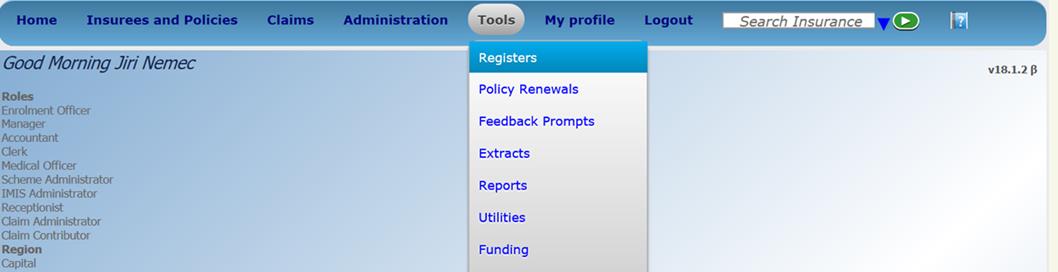 Home Insurees and Policies Claims Administration Tools My profile Logout Search Insurance
Good Morning Jiri Nemec
v18.1.2 β
Roles
Enrolment Officer
Manager
Accountant
Clerk
Medical Officer
Scheme Administrator
IMIS Administrator
Receptionist
Claim Administrator
Claim Contributor
Region
Capital
Registers
Policy Renewals
Feedback Prompts
Extracts
Reports
Utilities
Funding